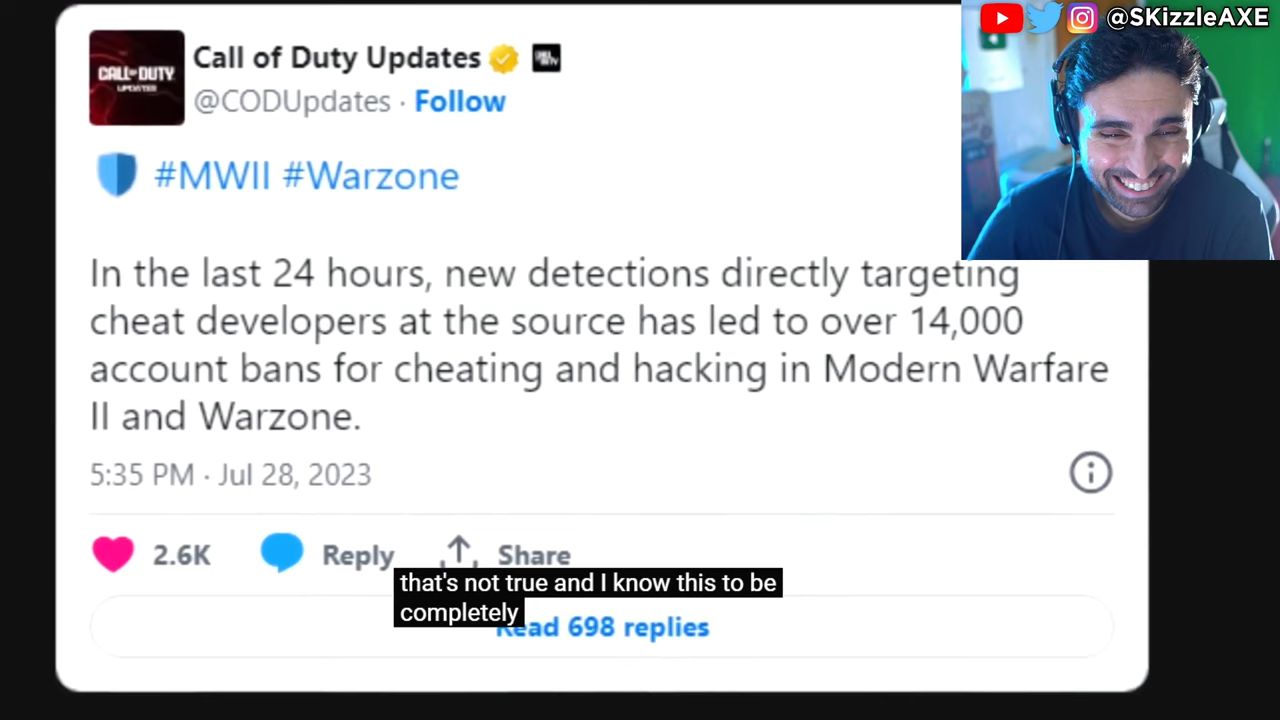 @SKizzleAXE
CALL OF DUTY
UPDATES
Call of Duty Updates
@CODUpdates · Follow
#MWII #Warzone
In the last 24 hours, new detections directly targeting
cheat developers at the source has led to over 14,000
account bans for cheating and hacking in Modern Warfare
II and Warzone.
5:35 PM · Jul 28, 2023
2.6K Reply Share
that's not true and I know this to be
completely
Read 698 replies